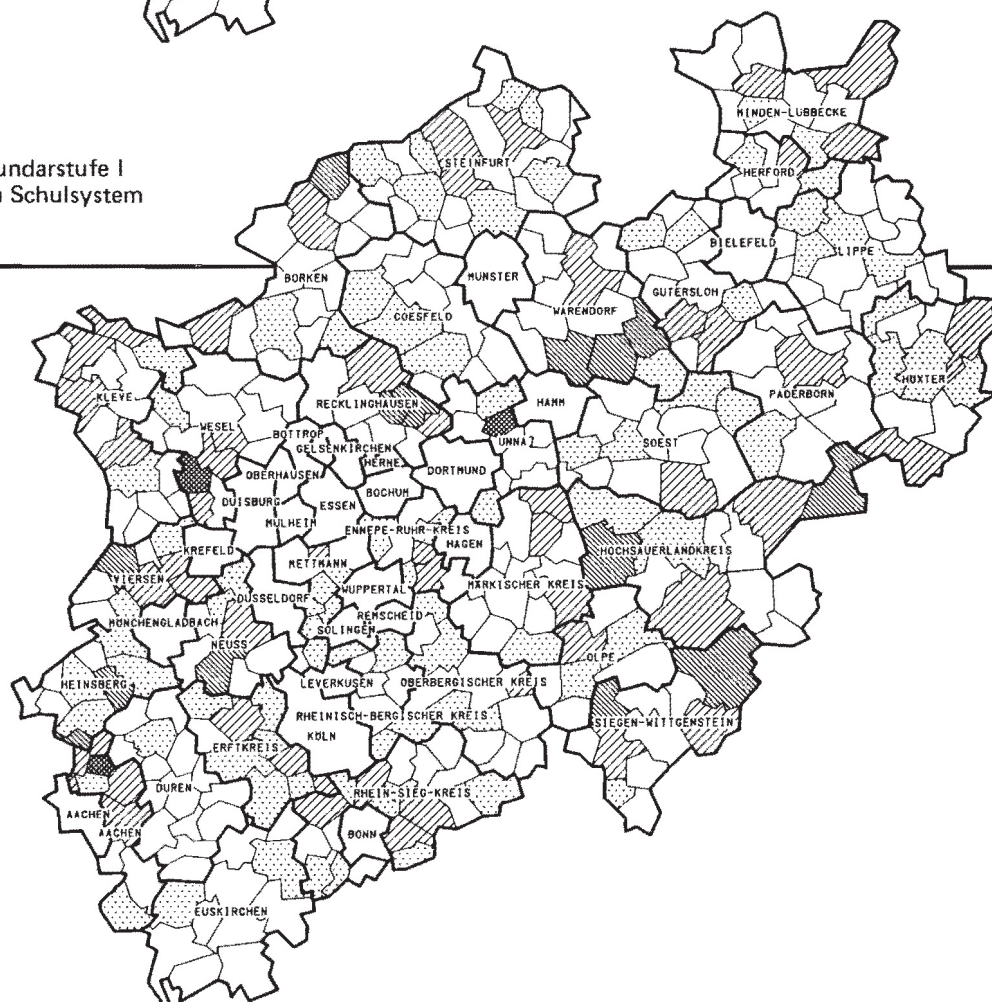 undarstufe I
Schulsystem
MINDEN-LÜBBECKE
STEINFURT
HERFORD
BIELEFELD
LIPPE
BORKEN
MÜNSTER
GÜTERSLOH
COESFELD
WARENDORF
HÖXTER
PADERBORN
KLEVE
RECKLINGHAUSEN
HAMM
WESEL
BOTTROP
GELSENKIRCHEN
UNNA
SOEST
HERNE
OBERHAUSEN
DORTMUND
BOCHUM
DUISBURG
ESSEN
MÜLHEIM
ENNEPE-RUHR-KREIS
HAGEN
KREFELD
HOCHSAUERLANDKREIS
METTMANN
VIERSEN
WUPPERTAL
MÄRKISCHER KREIS
DÜSSELDORF
REMSCHEID
MÖNCHENGLADBACH
SOLINGEN
NEUSS
OLPE
HEINSBERG
LEVERKUSEN
OBERBERGISCHER KREIS
RHEINISCH-BERGISCHER KREIS
SIEGEN-WITTGENSTEIN
KÖLN
ERFTKREIS
DÜREN
RHEIN-SIEG-KREIS
AACHEN
AACHEN
BONN
EUSKIRCHEN